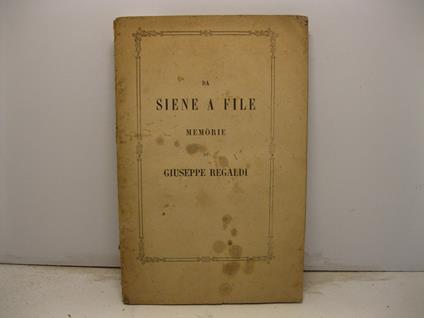 DA
SIENE A FILE
MEMORIE
DI
GIUSEPPE REGALDI